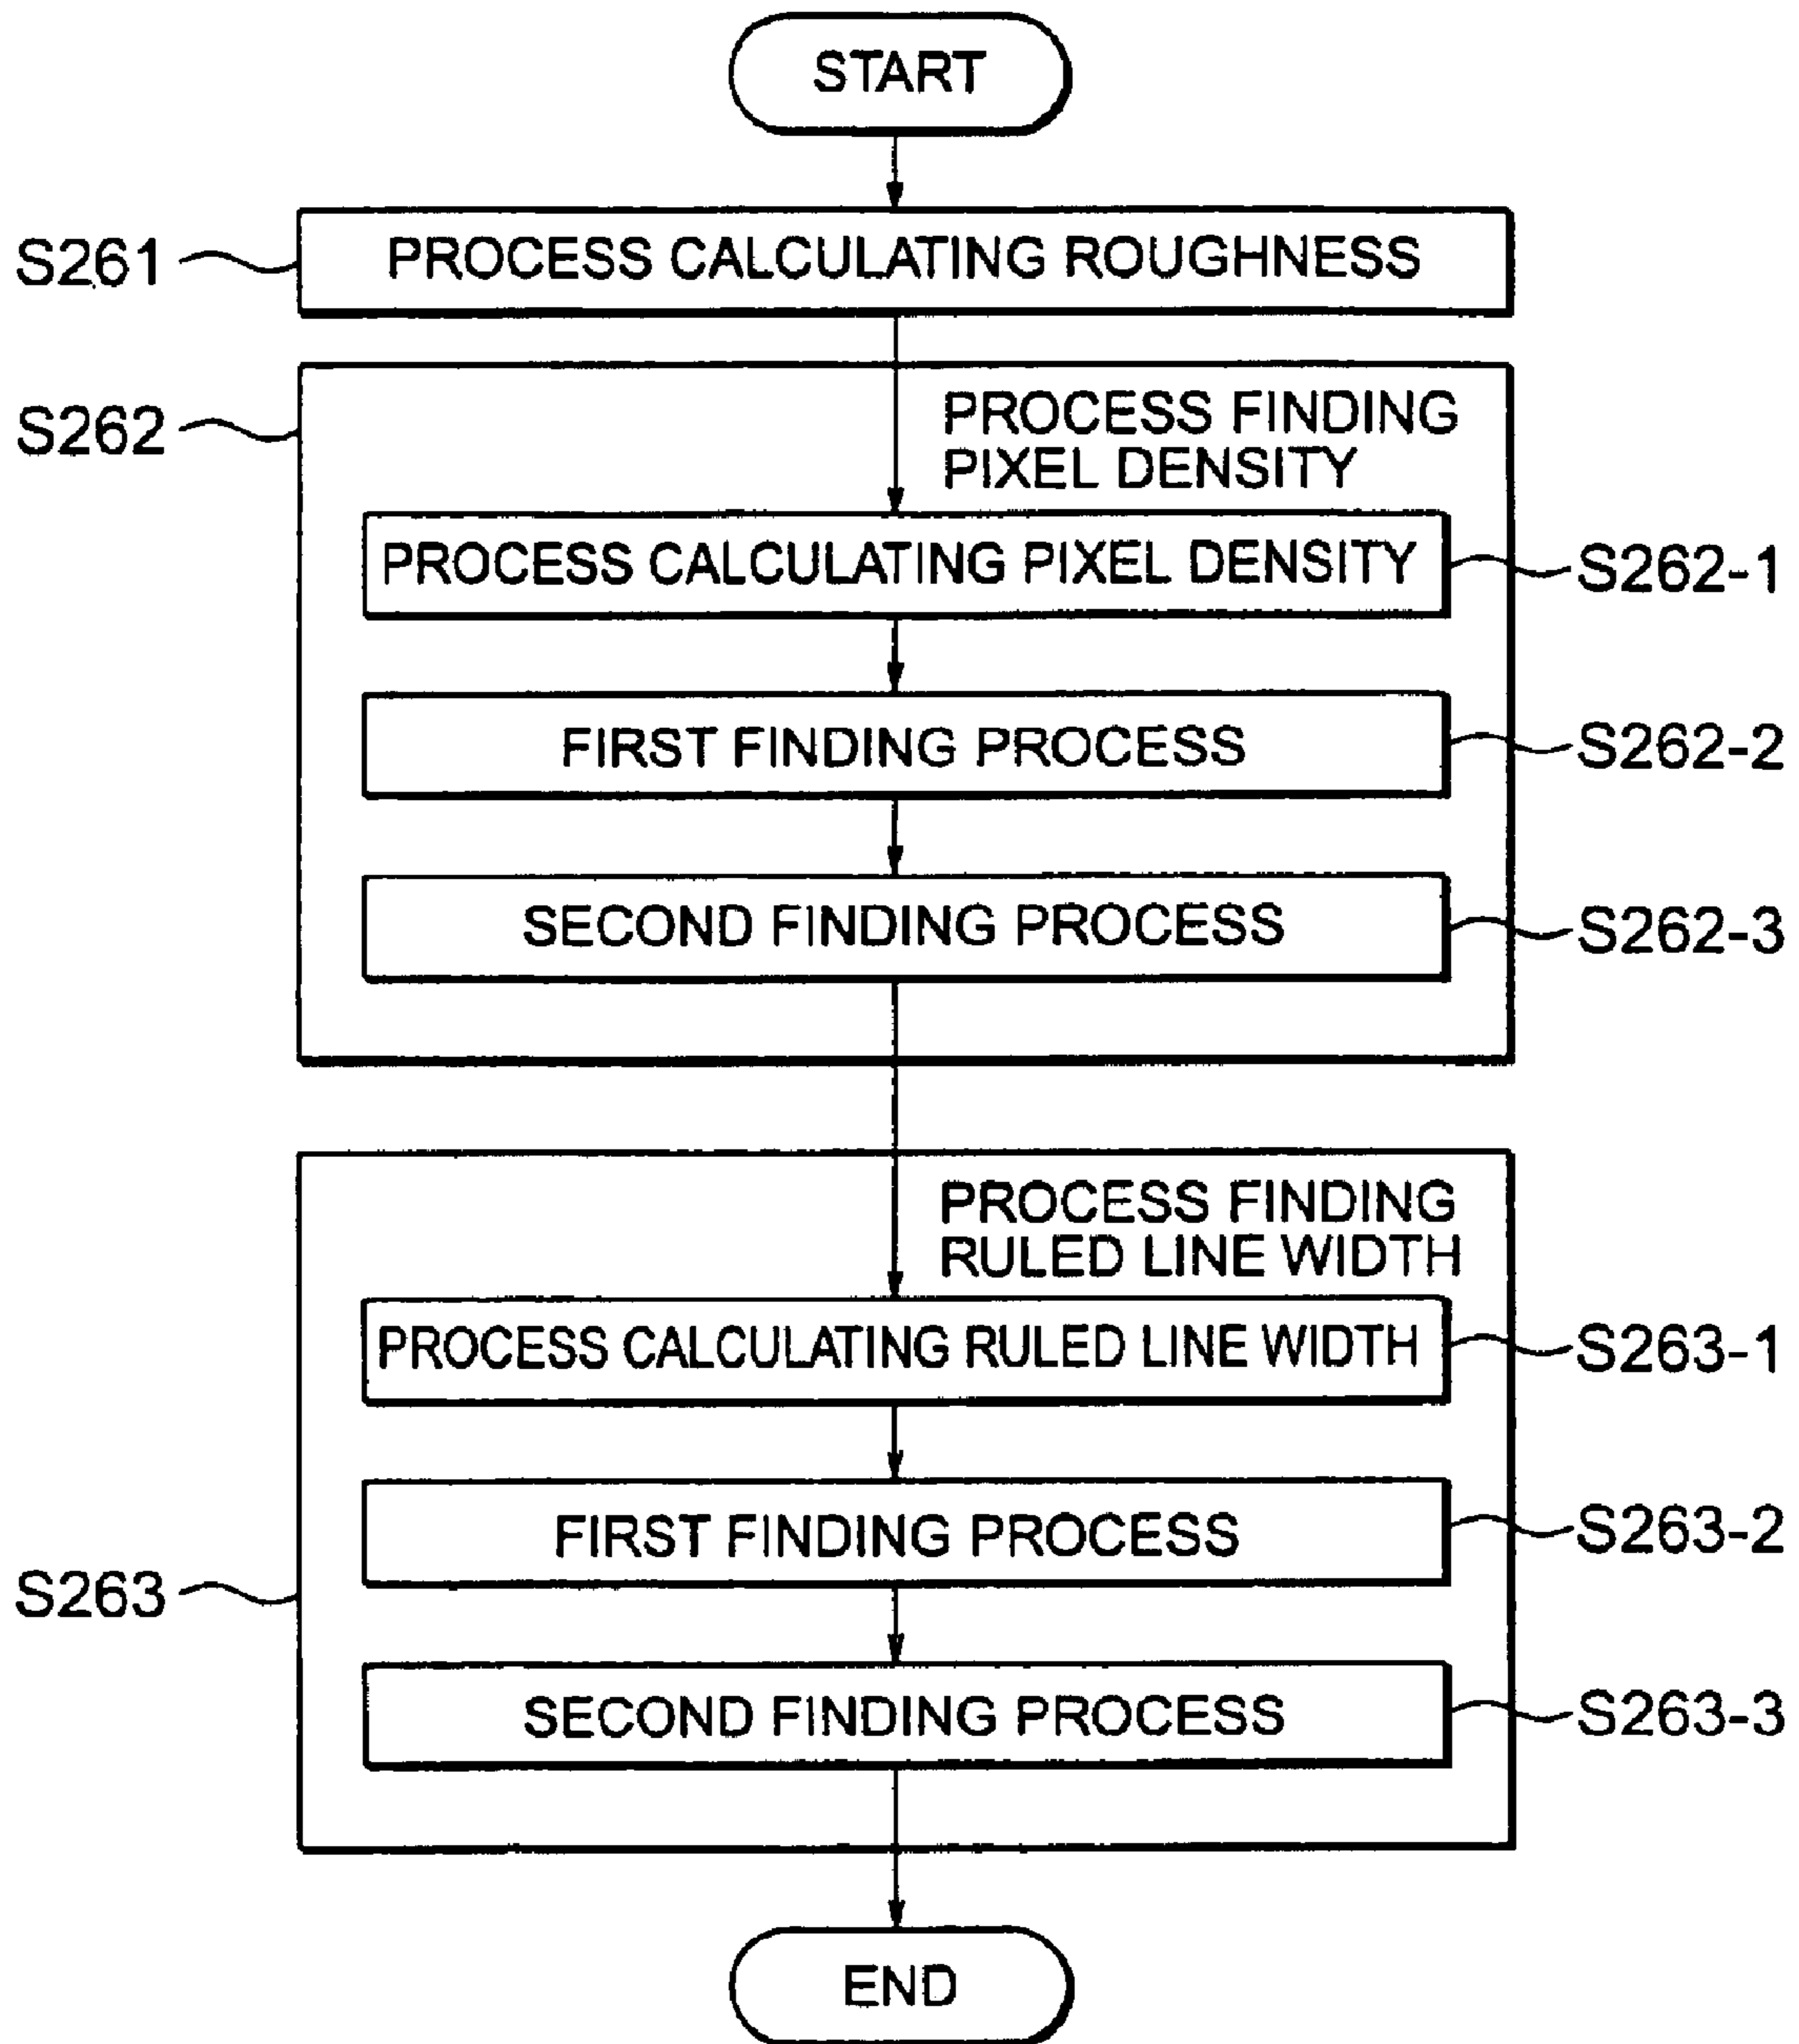 START
S261
PROCESS CALCULATING ROUGHNESS
S262
PROCESS FINDING
PIXEL DENSITY
PROCESS CALCULATING PIXEL DENSITY
S262-1
FIRST FINDING PROCESS
S262-2
SECOND FINDING PROCESS
S262-3
PROCESS FINDING
RULED LINE WIDTH
PROCESS CALCULATING RULED LINE WIDTH
S263-1
FIRST FINDING PROCESS
S263-2
S263
SECOND FINDING PROCESS
S263-3
END